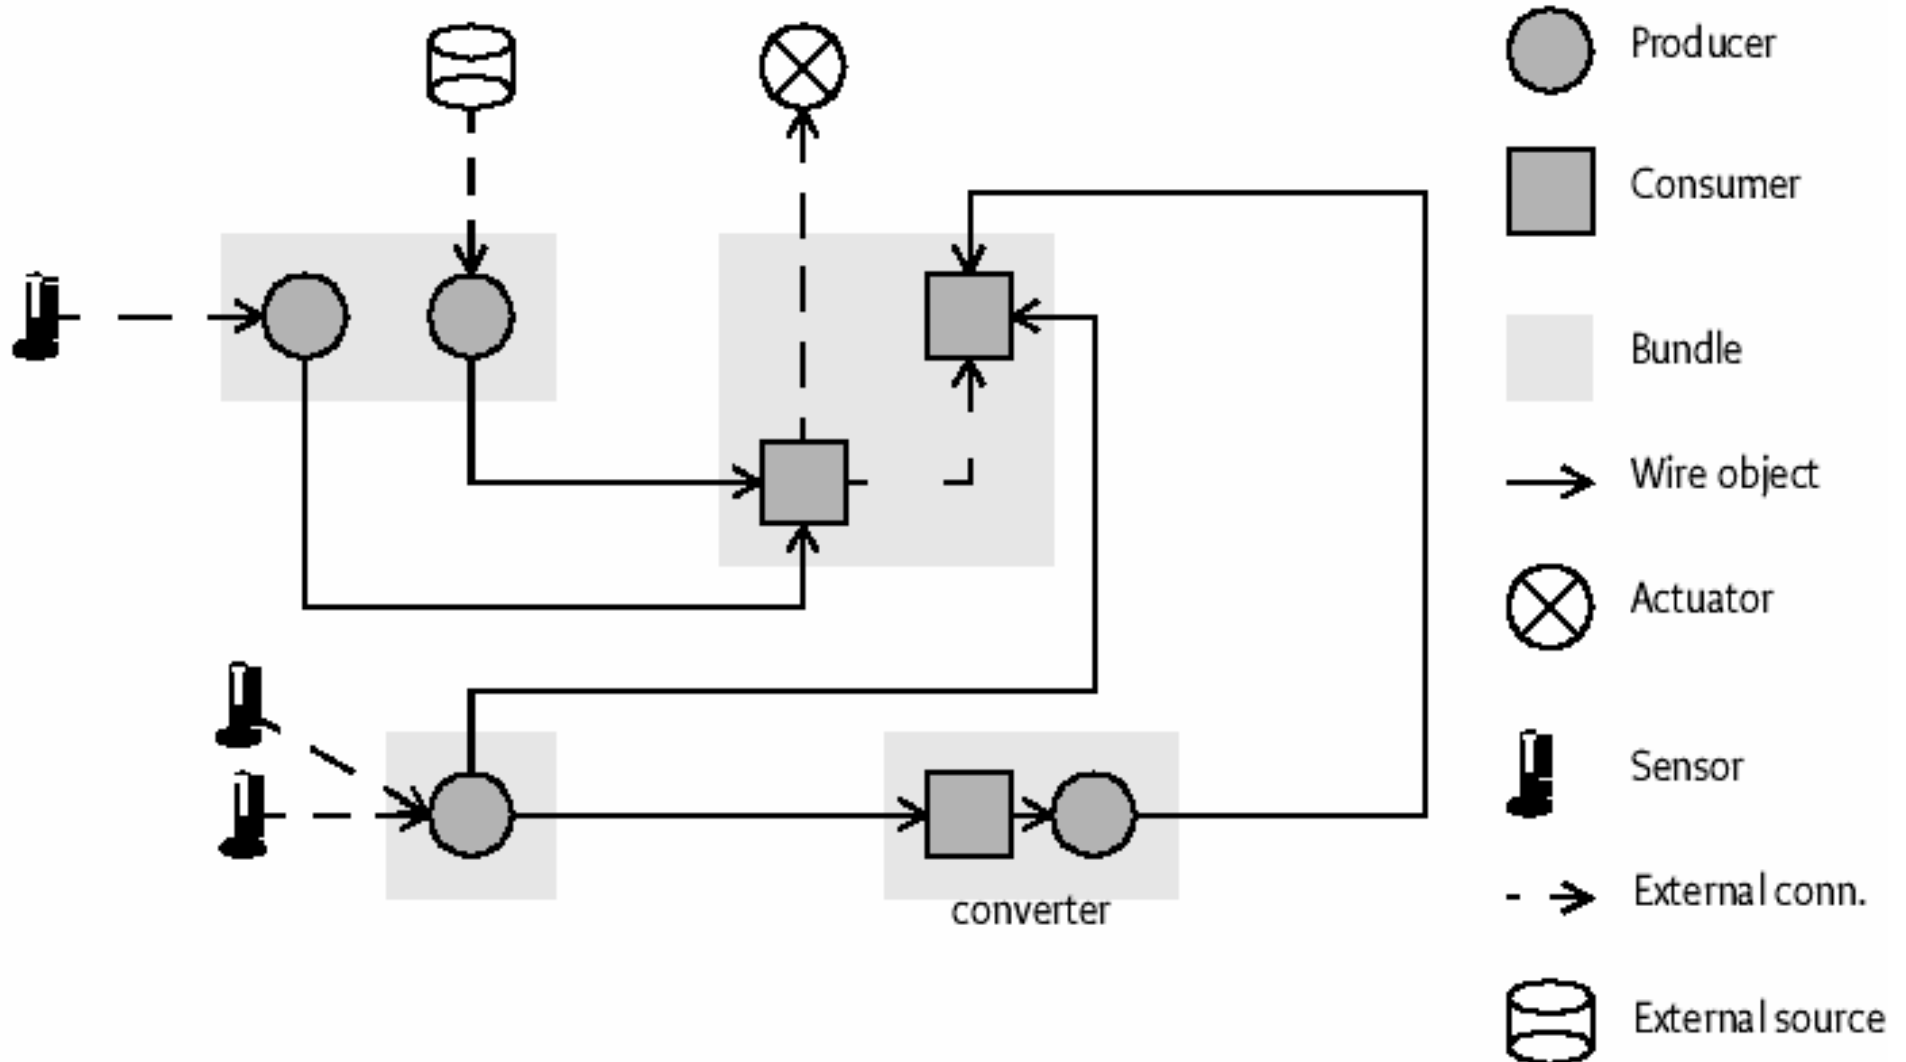 Producer
Consumer
Bundle
Wire object
Actuator
Sensor
External conn.
External source
converter